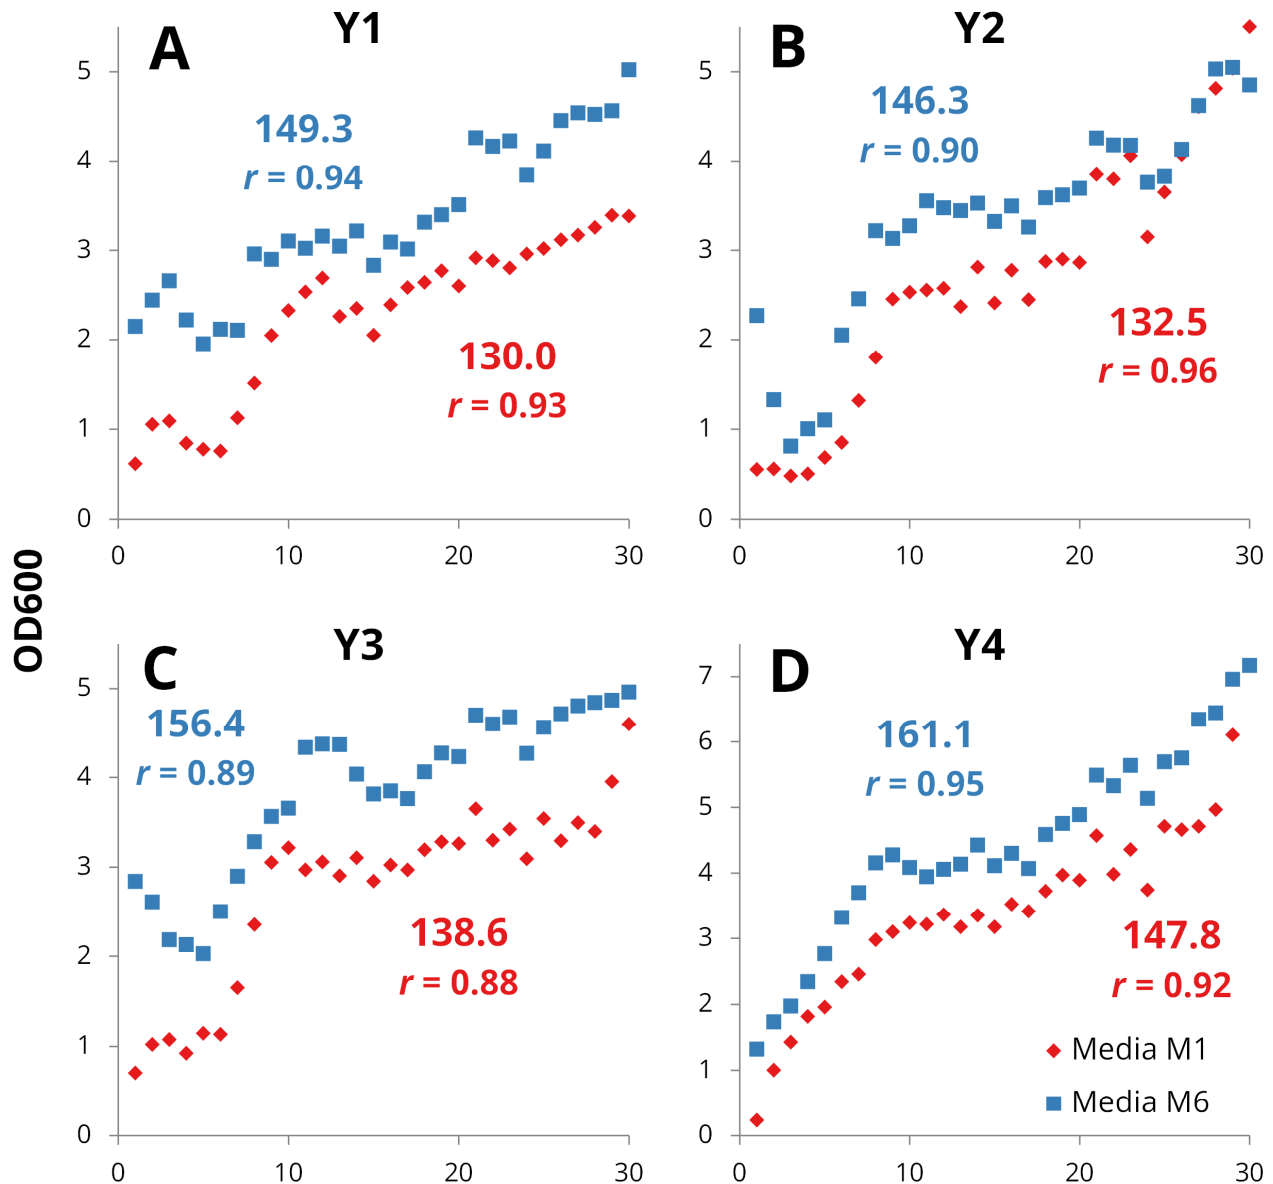 OD600
A
Y1
149.3
r = 0.94
130.0
r = 0.93
5
4
3
2
1
0
0 10 20 30
B
Y2
146.3
r = 0.90
132.5
r = 0.96
5
4
3
2
1
0
0 10 20 30
C
Y3
156.4
r = 0.89
138.6
r = 0.88
5
4
3
2
1
0
0 10 20 30
D
Y4
161.1
r = 0.95
147.8
r = 0.92
Media M1
Media M6
7
6
5
4
3
2
1
0
0 10 20 30